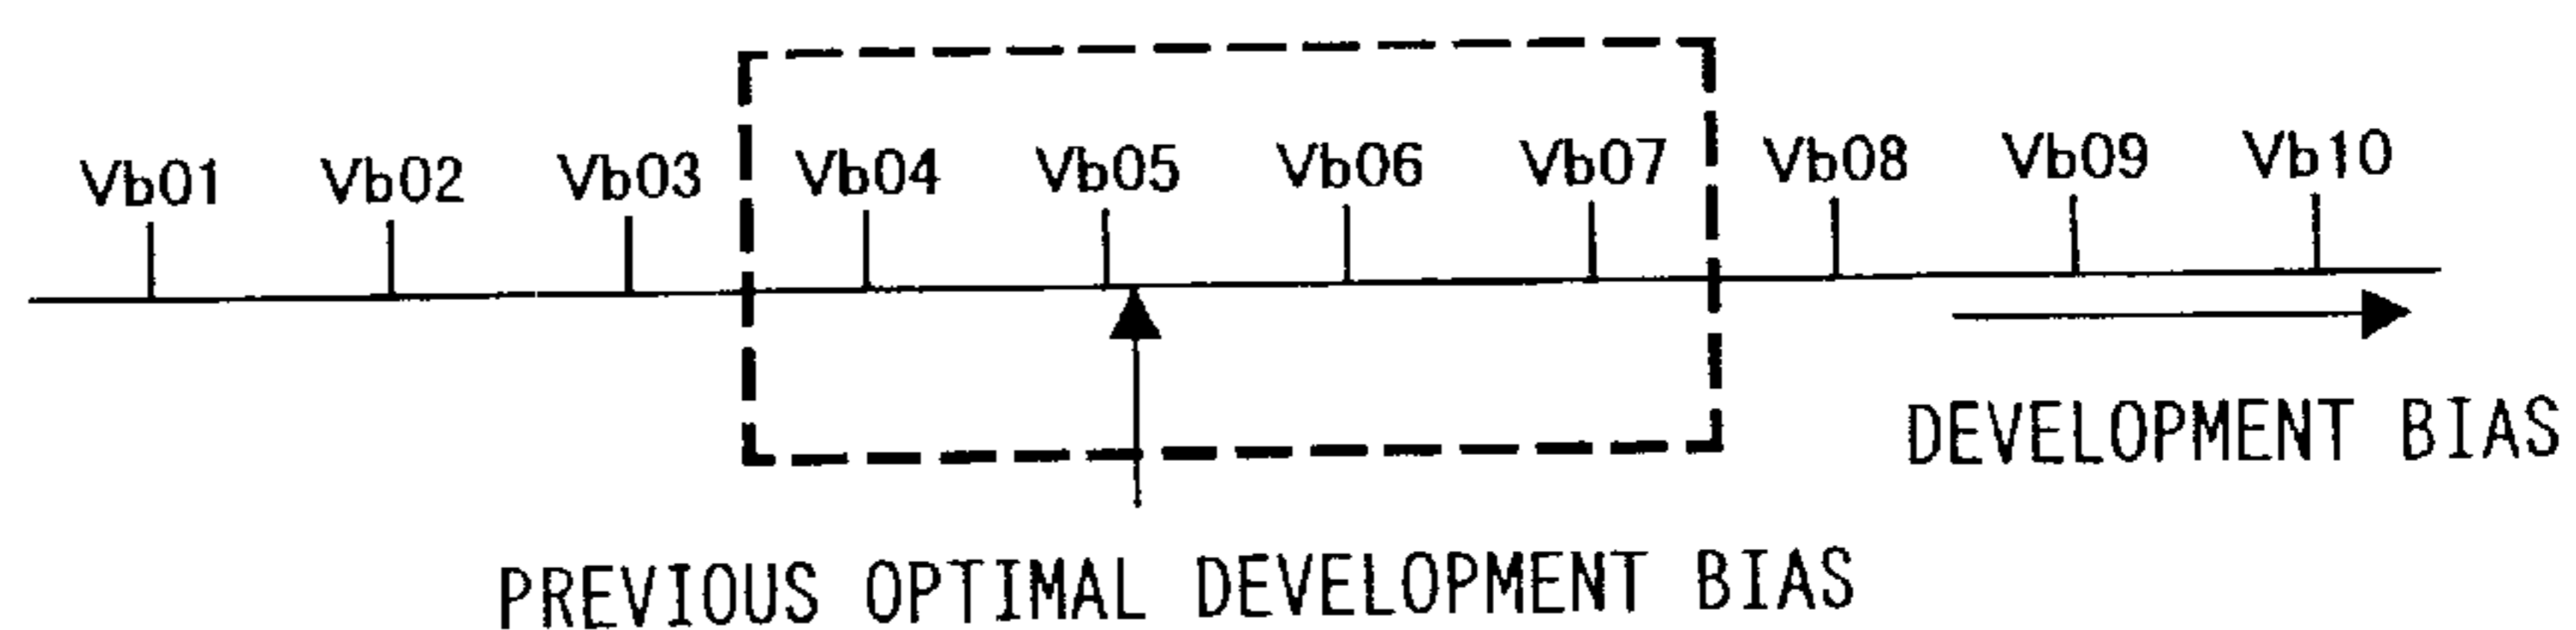 Vb01 Vb02 Vb03 Vb04 Vb05 Vb06 Vb07 Vb08 Vb09 Vb10
DEVELOPMENT BIAS
PREVIOUS OPTIMAL DEVELOPMENT BIAS